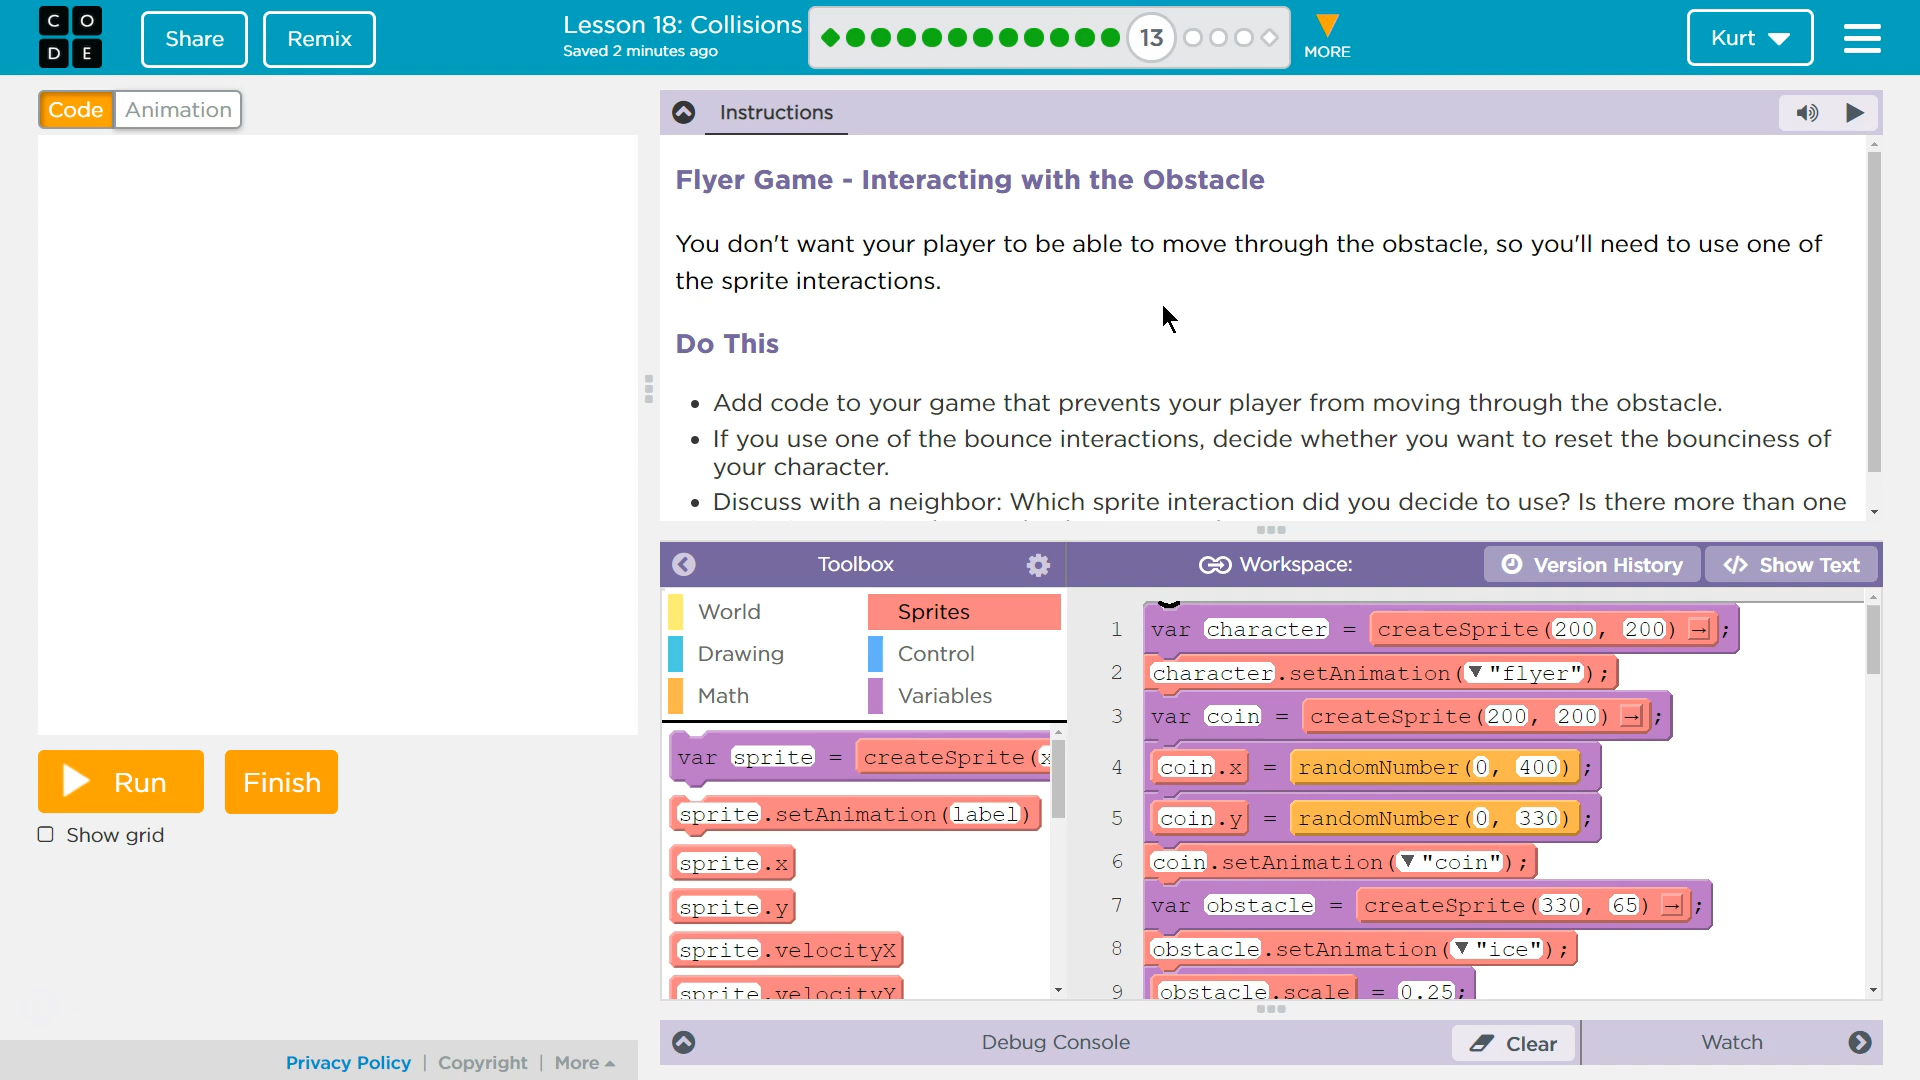 C O
D E
Share
Remix
Lesson 18: Collisions
Saved 2 minutes ago
13
MORE
Kurt
Code
Animation
Instructions
Flyer Game - Interacting with the Obstacle
You don't want your player to be able to move through the obstacle, so you'll need to use one of
the sprite interactions.
Do This
• Add code to your game that prevents your player from moving through the obstacle.
• If you use one of the bounce interactions, decide whether you want to reset the bounciness of
your character.
• Discuss with a neighbor: Which sprite interaction did you decide to use? Is there more than one
Toolbox
Workspace:
Version History
</> Show Text
World
Sprites
Drawing
Control
Math
Variables
var sprite = createSprite(x
sprite.setAnimation(label)
sprite.x
sprite.y
sprite.velocityX
sprite.velocityY
1 var character = createSprite(200, 200) → ;
2 character.setAnimation(▼ "flyer");
3 var coin = createSprite(200, 200) → ;
4 coin.x = randomNumber(0, 400);
5 coin.y = randomNumber(0, 330);
6 coin.setAnimation(▼ "coin");
7 var obstacle = createSprite(330, 65) → ;
8 obstacle.setAnimation(▼ "ice");
9 obstacle.scale = 0.25;
Run
Finish
Show grid
Debug Console
Clear
Watch
Privacy Policy | Copyright | More